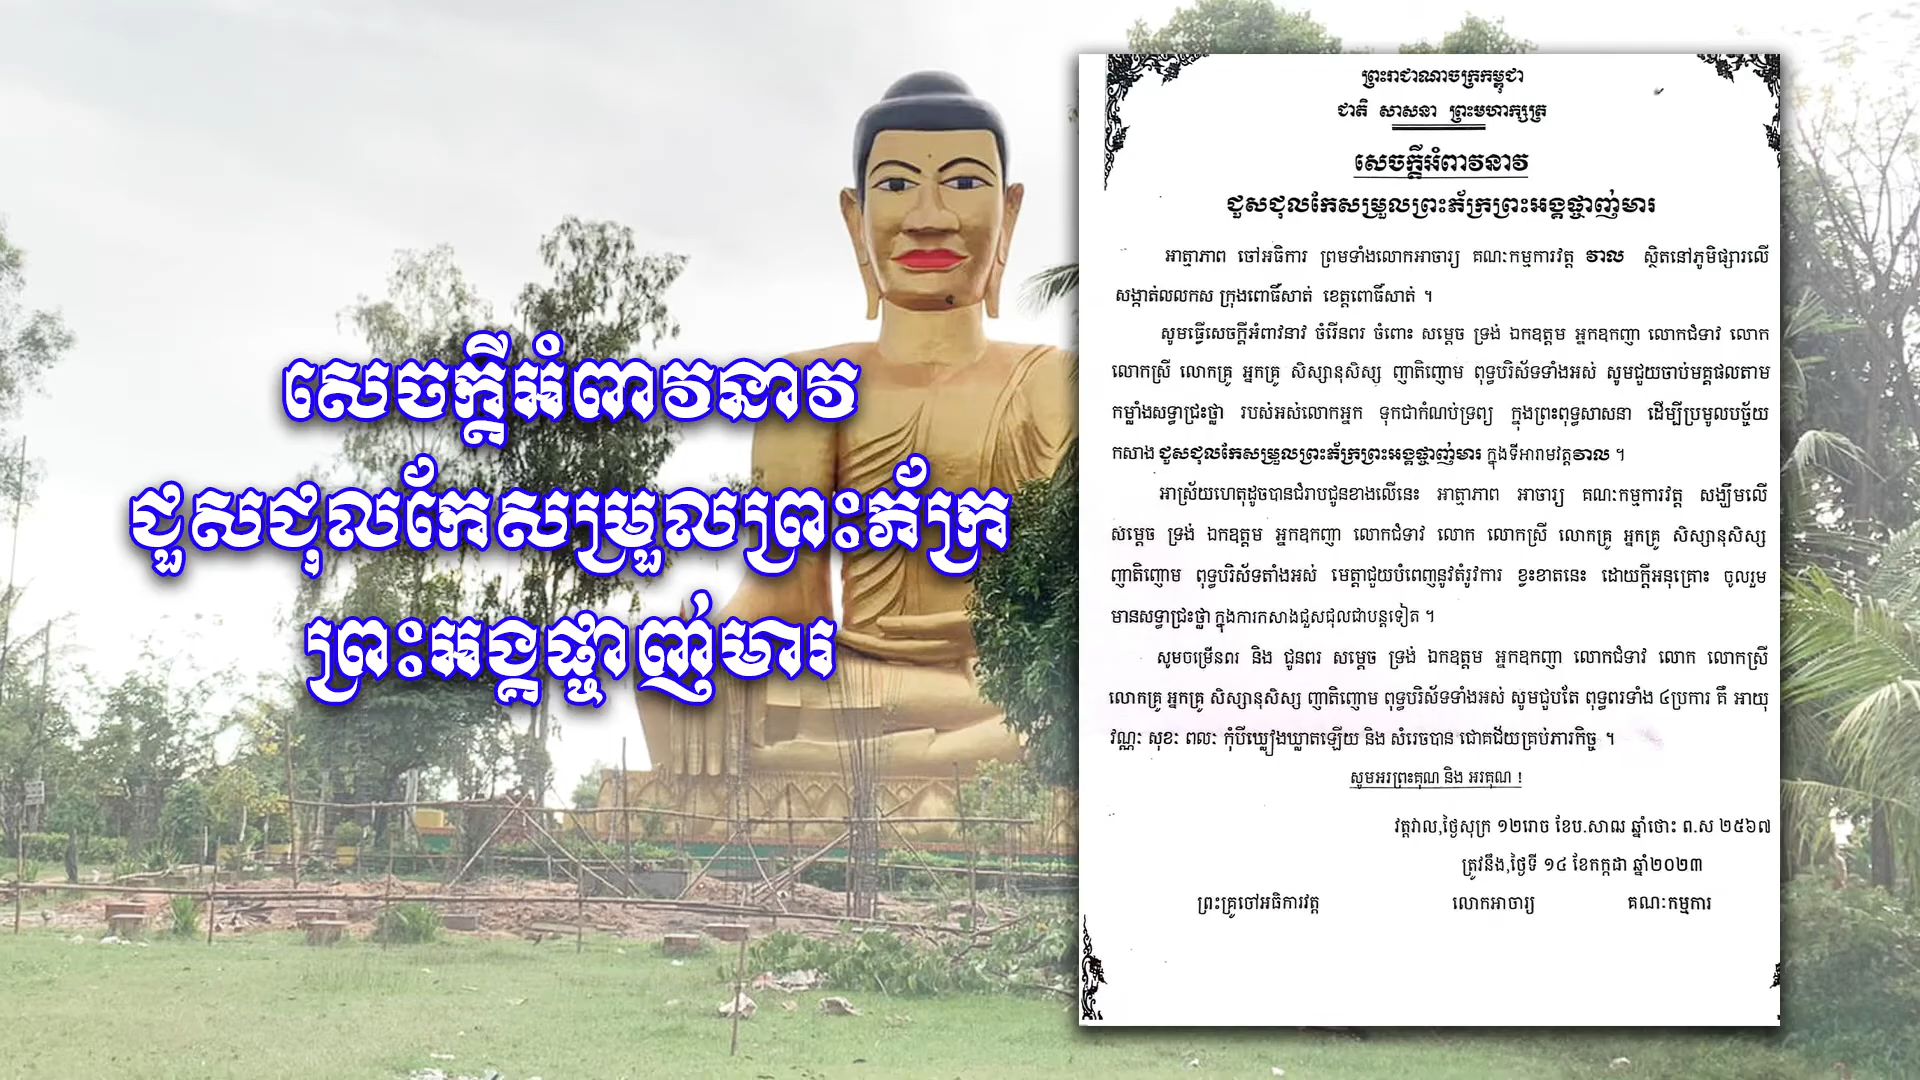 សេចក្តីអំពាវនាវ
ជួសជុលកែសម្រួលព្រះភ័ក្រ
ព្រះអង្គផ្ចាញ់មារ
ព្រះរាជាណាចក្រកម្ពុជា
ជាតិ សាសនា ព្រះមហាក្សត្រ
សេចក្តីអំពាវនាវ
ជួសជុលកែសម្រួលព្រះភ័ក្រព្រះអង្គផ្ចាញ់មារ
អាត្មាភាព ចៅអធិការ ព្រមទាំងលោកអាចារ្យ គណៈកម្មការវត្ត វាល ស្ថិតនៅភូមិផ្សារលើ
សង្កាត់លលកស ក្រុងពោធិ៍សាត់ ខេត្តពោធិ៍សាត់ ។
សូមធ្វើសេចក្តីអំពាវនាវ ចំរើនពរ ចំពោះ សម្តេច ទ្រង់ ឯកឧត្តម អ្នកឧកញា លោកជំទាវ លោក
លោកស្រី លោកគ្រូ អ្នកគ្រូ សិស្សានុសិស្ស ញាតិញោម ពុទ្ធបរិស័ទទាំងអស់ សូមជួយចាប់មគ្គផលតាម
កម្លាំងសទ្ធាជ្រះថ្លា របស់អស់លោកអ្នក ទុកជាកំណប់ទ្រព្យ ក្នុងព្រះពុទ្ធសាសនា ដើម្បីប្រមូលបច្ច័យ
កសាង ជួសជុលកែសម្រួលព្រះភ័ក្រព្រះអង្គផ្ចាញ់មារ ក្នុងទីអារាមវត្តវាល ។
អាស្រ័យហេតុដូចបានជំរាបជូនខាងលើនេះ អាត្មាភាព អាចារ្យ គណៈកម្មការវត្ត សង្ឃឹមលើ
សម្តេច ទ្រង់ ឯកឧត្តម អ្នកឧកញា លោកជំទាវ លោក លោកស្រី លោកគ្រូ អ្នកគ្រូ សិស្សានុសិស្ស
ញាតិញោម ពុទ្ធបរិស័ទតាំងអស់ មេត្តាជួយបំពេញនូវតំរូវការ ខ្វះខាតនេះ ដោយក្តីអនុគ្រោះ ចូលរួម
មានសទ្ធាជ្រះថ្លា ក្នុងការកសាងជួសជុលជាបន្តទៀត ។
សូមចម្រើនពរ និង ជូនពរ សម្តេច ទ្រង់ ឯកឧត្តម អ្នកឧកញា លោកជំទាវ លោក លោកស្រី
លោកគ្រូ អ្នកគ្រូ សិស្សានុសិស្ស ញាតិញោម ពុទ្ធបរិស័ទទាំងអស់ សូមជួបតែ ពុទ្ធពរទាំង ៤ប្រការ គឺ អាយុ
វណ្ណៈ សុខៈ ពលៈ កុំបីឃ្លៀងឃ្លាតឡើយ និង សំរេចបាន ជោគជ័យគ្រប់ភារកិច្ច ។
សូមអរព្រះគុណ និង អរគុណ !
វត្តវាល,ថ្ងៃសុក្រ ១២រោច ខែប.សាឍ ឆ្នាំថោះ ព.ស ២៥៦៧
ត្រូវនឹង,ថ្ងៃទី ១៤ ខែកក្កដា ឆ្នាំ២០២៣
ព្រះគ្រូចៅអធិការវត្ត លោកអាចារ្យ គណៈកម្មការ